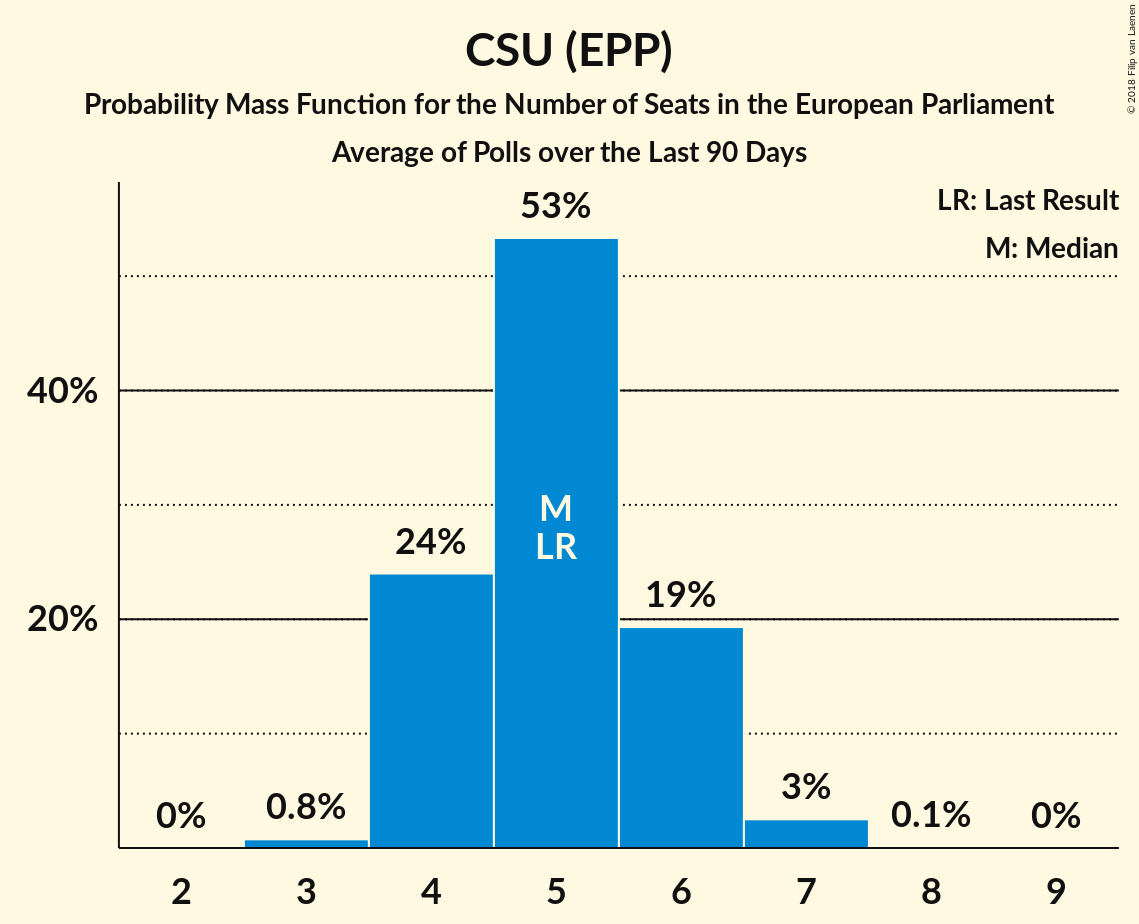 CSU (EPP)
Probability Mass Function for the Number of Seats in the European Parliament
Average of Polls over the Last 90 Days
© 2018 Filip van Laenen
LR: Last Result
M: Median
53%
40%
M
LR
24%
19%
20%
0%
0.8%
3%
0.1%
0%
2 3 4 5 6 7 8 9